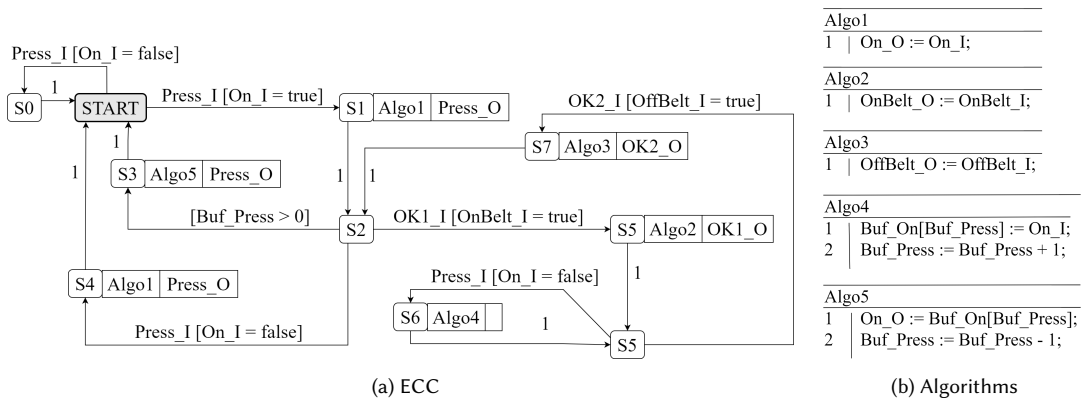 Press_I [On_I = false]
1
S0
START
Press_I [On_I = true]
S1 Algo1 Press_O
OK2_I [OffBelt_I = true]
S7 Algo3 OK2_O
1
S3 Algo5 Press_O
1
1
1
[Buf_Press > 0]
S2
OK1_I [OnBelt_I = true]
S5 Algo2 OK1_O
S4 Algo1 Press_O
1
Press_I [On_I = false]
S6 Algo4
1
Press_I [On_I = false]
S5
(a) ECC
Algo1
1 On_O := On_I;
Algo2
1 OnBelt_O := OnBelt_I;
Algo3
1 OffBelt_O := OffBelt_I;
Algo4
1 Buf_On[Buf_Press] := On_I;
2 Buf_Press := Buf_Press + 1;
Algo5
1 On_O := Buf_On[Buf_Press];
2 Buf_Press := Buf_Press - 1;
(b) Algorithms